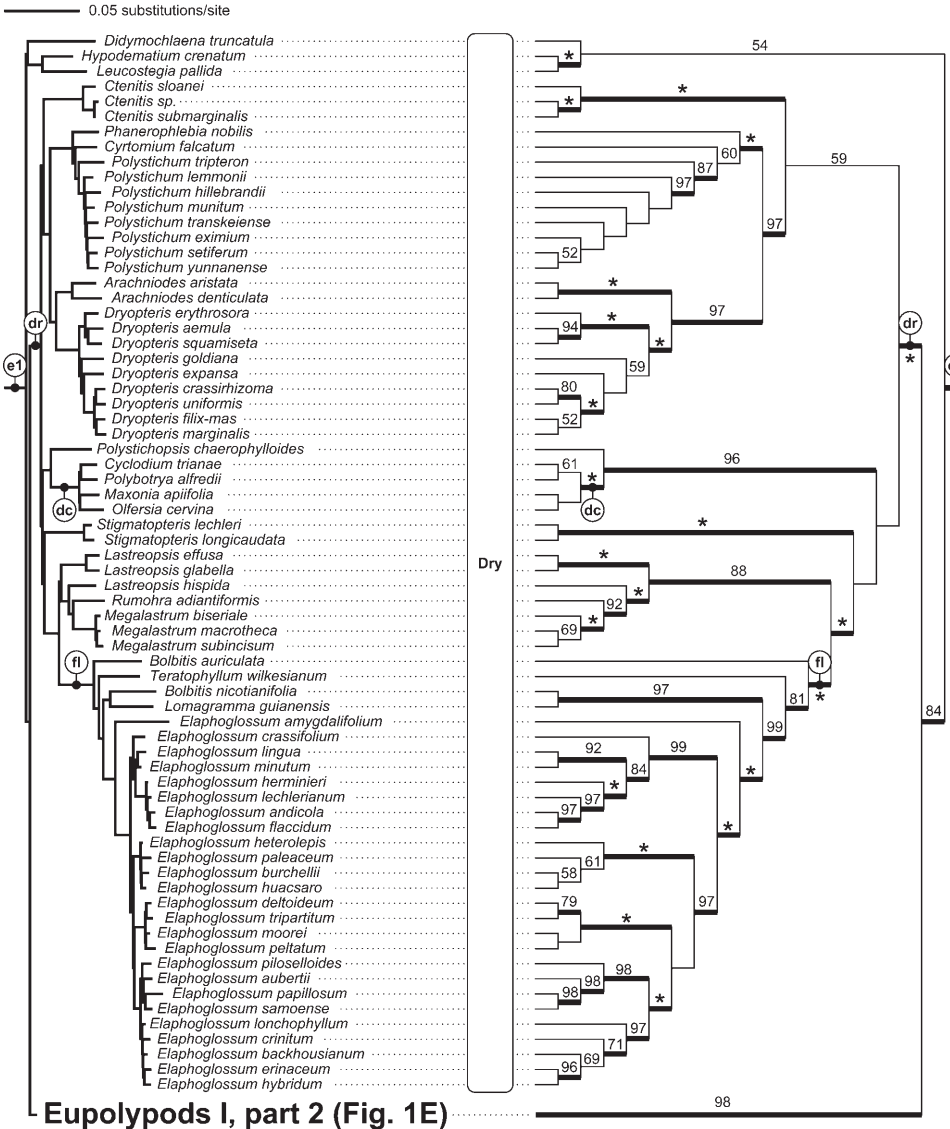 0.05 substitutions/site
Didymochlaena truncatula 54
Hypodematium crenatum *
Leucostegia pallida
Ctenitis sloanei *
Ctenitis sp. *
Ctenitis submarginalis
Phanerophlebia nobilis *
Cyrtomium falcatum 60
Polystichum tripteron 87 59
Polystichum lemmonii 97
Polystichum hillebrandii
Polystichum munitum
Polystichum transkeiense 97
Polystichum eximium
Polystichum setiferum 52
Polystichum yunnanense
Arachniodes aristata *
Arachniodes denticulata
Dryopteris erythrosora * 97
dr dr
Dryopteris aemula 94
Dryopteris squamiseta * *
Dryopteris goldiana 59
e1
Dryopteris expansa
Dryopteris crassirhizoma 80
Dryopteris uniformis *
Dryopteris filix-mas 52
Dryopteris marginalis
Polystichopsis chaerophylloides 96
Cyclodium trianae 61
Polybotrya alfredii *
Maxonia apiifolia
dc dc
Olfersia cervina
Stigmatopteris lechleri *
Stigmatopteris longicaudata
Lastreopsis effusa *
Dry
Lastreopsis glabella 88
Lastreopsis hispida *
Rumohra adiantiformis 92
Megalastrum biseriale * *
Megalastrum macrotheca 69
Megalastrum subincisum
fl fl
Bolbitis auriculata
Teratophyllum wilkesianum
Bolbitis nicotianifolia 97 81 *
Lomagramma guianensis 84
Elaphoglossum amygdalifolium 99
Elaphoglossum crassifolium
Elaphoglossum lingua 92 99
Elaphoglossum minutum 84 *
Elaphoglossum herminieri *
Elaphoglossum lechlerianum 97
Elaphoglossum andicola 97
Elaphoglossum flaccidum *
Elaphoglossum heterolepis *
Elaphoglossum paleaceum 61
Elaphoglossum burchellii 58
Elaphoglossum huacsaro
Elaphoglossum deltoideum 79 97
Elaphoglossum tripartitum *
Elaphoglossum moorei
Elaphoglossum peltatum
Elaphoglossum piloselloides 98
Elaphoglossum aubertii 98
Elaphoglossum papillosum 98 *
Elaphoglossum samoense
Elaphoglossum lonchophyllum 97
Elaphoglossum crinitum 71
Elaphoglossum backhousianum 69
Elaphoglossum erinaceum 96
Elaphoglossum hybridum
Eupolypods I, part 2 (Fig. 1E) 98